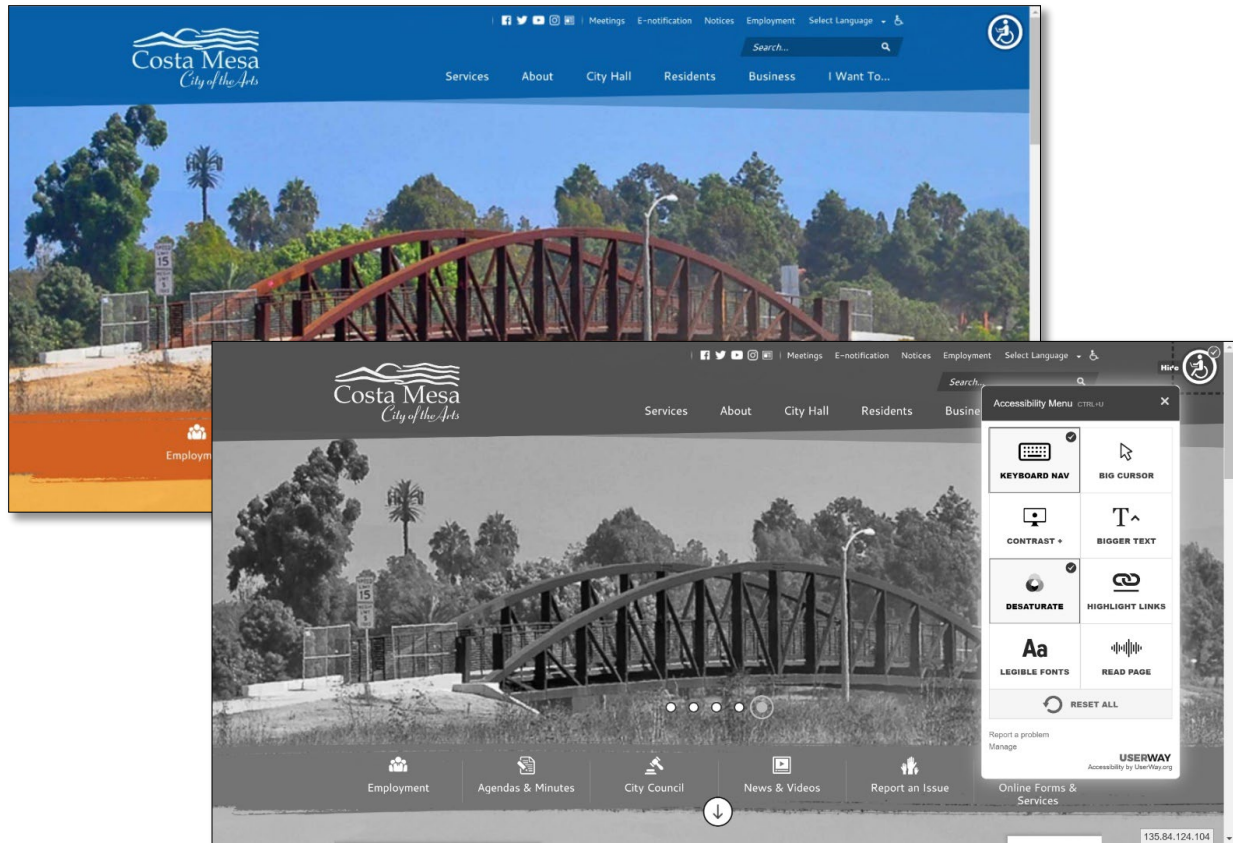 Meetings E-notification Notices Employment Select Language
Search...
Costa Mesa
City of the Arts
Services About City Hall Residents Business I Want To...
LIMIT
15
Employm
Meetings E-notification Notices Employment Select Language
Search...
Costa Mesa
City of the Arts
Services About City Hall Residents Busine
Accessibility Menu CTRL+U
KEYBOARD NAV BIG CURSOR
CONTRAST + BIGGER TEXT
DESATURATE HIGHLIGHT LINKS
Aa
LEGIBLE FONTS READ PAGE
RESET ALL
Report a problem
Manage
USERWAY
Accessibility by UserWay.org
SPEED
LIMIT
15
Employment Agendas & Minutes City Council News & Videos Report an Issue Online Forms &
Services
135.84.124.104